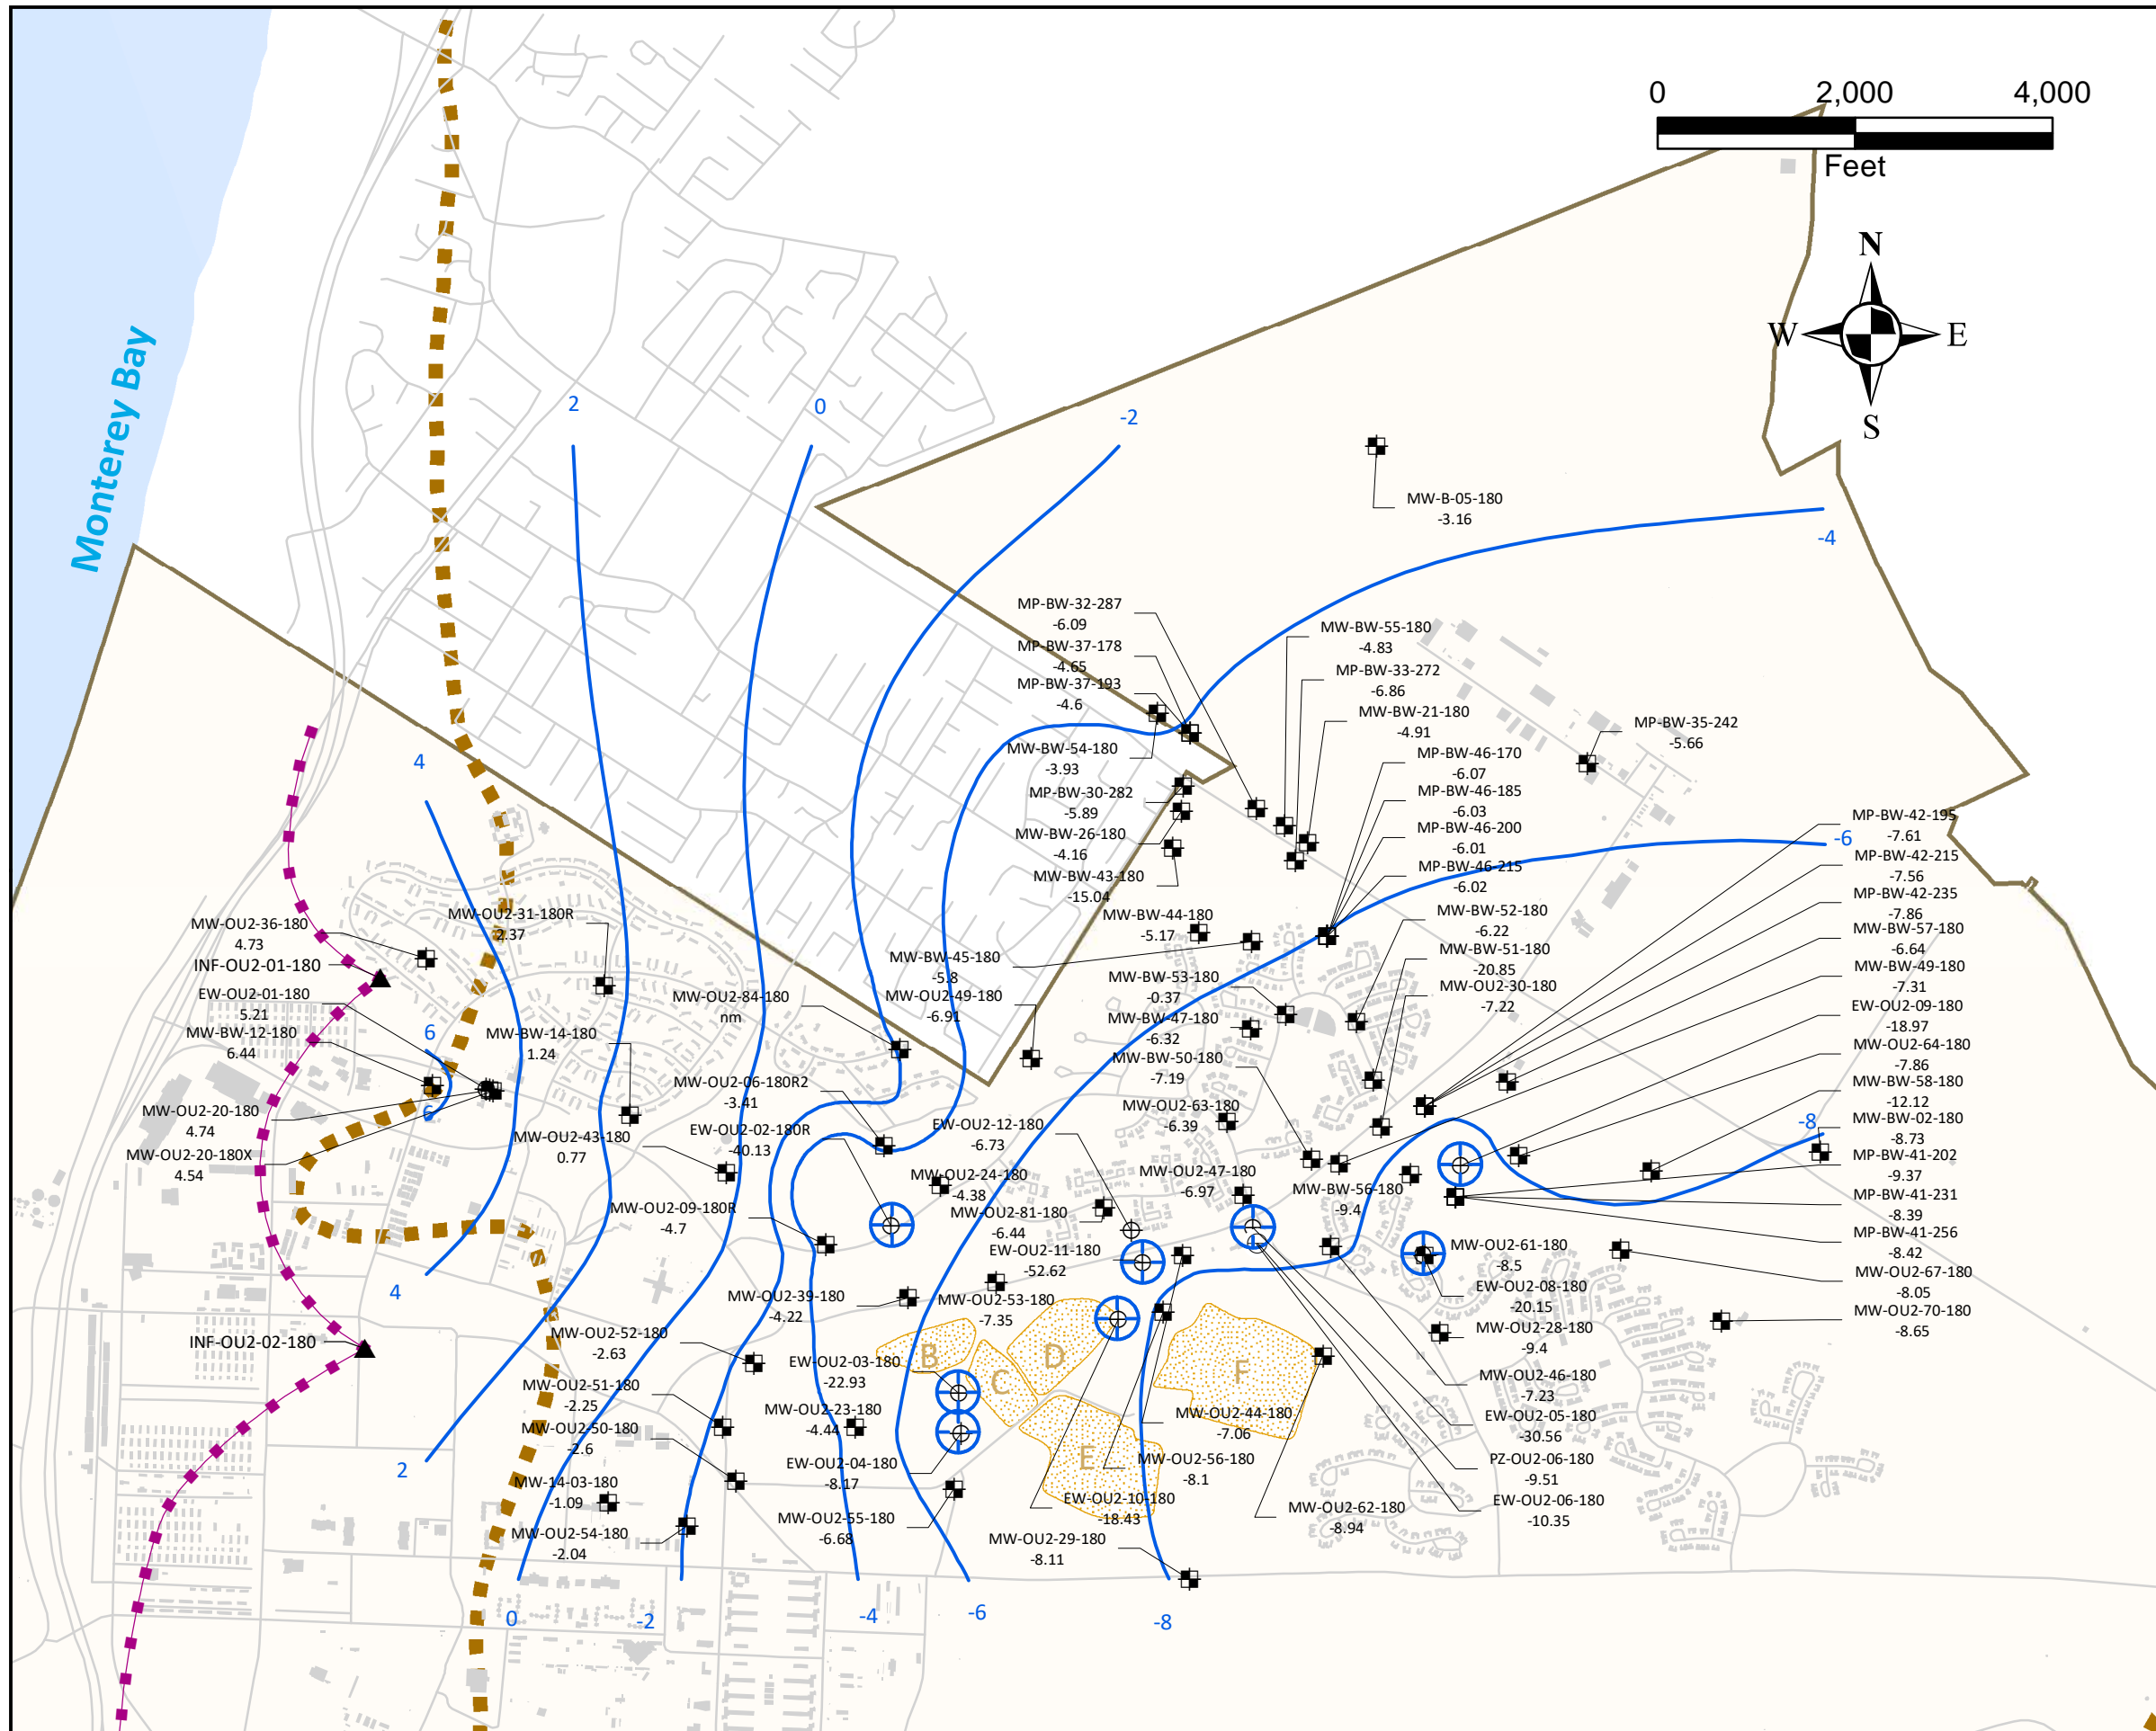 0 2,000 4,000
Feet
N
W E
S
Monterey Bay
2
0
-2
MW-B-05-180
-3.16
-4
MP-BW-32-287
-6.09
MP-BW-37-178
-4.65
MP-BW-37-193
-4.6
MW-BW-55-180
-4.83
MP-BW-33-272
-6.86
MW-BW-21-180
-4.91
MP-BW-35-242
-5.66
MW-BW-54-180
-3.93
MP-BW-30-282
-5.89
MW-BW-26-180
-4.16
MW-BW-43-180
-15.04
MP-BW-46-170
-6.07
MP-BW-46-185
-6.03
MP-BW-46-200
-6.01
MP-BW-46-215
-6.02
4
-6
MP-BW-42-195
-7.61
MP-BW-42-215
-7.56
MP-BW-42-235
-7.86
MW-BW-57-180
-6.64
MW-BW-49-180
-7.31
EW-OU2-09-180
-18.97
MW-OU2-64-180
-7.86
MW-BW-58-180
-12.12
MW-BW-02-180
-8.73
MP-BW-41-202
-9.37
MP-BW-41-231
-8.39
MP-BW-41-256
-8.42
MW-OU2-67-180
-8.05
MW-OU2-70-180
-8.65
-8
MW-BW-44-180
-5.17
MW-BW-52-180
-6.22
MW-BW-51-180
-20.85
MW-OU2-30-180
-7.22
MW-BW-45-180
-5.8
MW-OU2-49-180
-6.91
MW-BW-53-180
-0.37
MW-BW-47-180
-6.32
MW-BW-50-180
-7.19
MW-OU2-36-180
4.73
INF-OU2-01-180
EW-OU2-01-180
5.21
MW-BW-12-180
6.44
MW-OU2-31-180R
2.37
6
MW-BW-14-180
1.24
6
MW-OU2-84-180
nm
MW-OU2-20-180
4.74
MW-OU2-20-180X
4.54
MW-OU2-43-180
0.77
MW-OU2-06-180R2
-3.41
EW-OU2-02-180R
-40.13
EW-OU2-12-180
-6.73
MW-OU2-63-180
-6.39
MW-OU2-24-180
-4.38
MW-OU2-47-180
-6.97
MW-BW-56-180
-9.4
MW-OU2-09-180R
-4.7
MW-OU2-81-180
-6.44
EW-OU2-11-180
-52.62
MW-OU2-61-180
-8.5
EW-OU2-08-180
-20.15
MW-OU2-28-180
-9.4
4
MW-OU2-39-180
-4.22
MW-OU2-53-180
-7.35
INF-OU2-02-180
MW-OU2-52-180
-2.63
EW-OU2-03-180
-22.93
B
C
D
F
E
MW-OU2-46-180
-7.23
EW-OU2-05-180
-30.56
PZ-OU2-06-180
-9.51
EW-OU2-06-180
-10.35
MW-OU2-51-180
-2.25
MW-OU2-23-180
-4.44
MW-OU2-44-180
-7.06
MW-OU2-50-180
-2.6
EW-OU2-04-180
-8.17
MW-OU2-56-180
-8.1
2
MW-14-03-180
-1.09
EW-OU2-10-180
-18.43
MW-OU2-62-180
-8.94
MW-OU2-54-180
-2.04
MW-OU2-55-180
-6.68
MW-OU2-29-180
-8.11
0
-2
-4
-6
-8